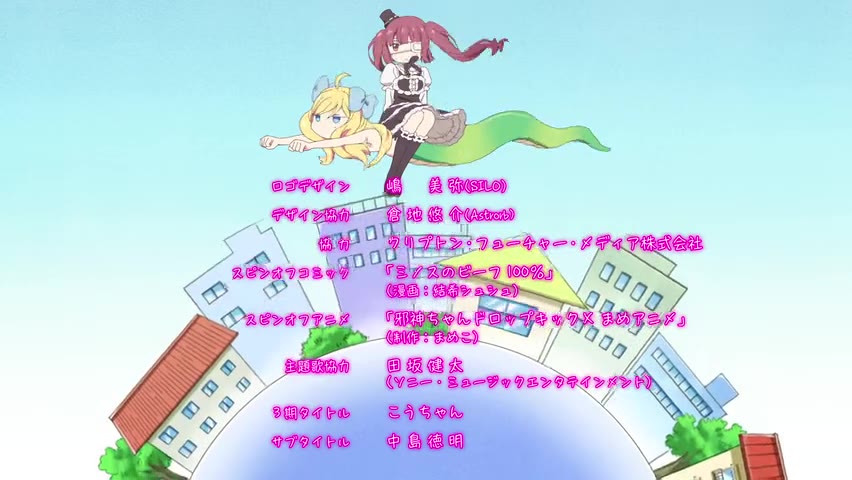 ロゴデザイン 嶋 美弥(SILO)
デザイン協力 倉地悠介(Astrorb)
協力 クリプトン・フューチャー・メディア株式会社
スピンオフコミック 「ミノスのビーフ100%」
(漫画:結希シュシュ)
スピンオフアニメ 「邪神ちゃんドロップキックX まめアニメ」
(制作:まめこ)
主題歌協力 田坂健太
(ソニー・ミュージックエンタテインメント)
3期タイトル こうちゃん
サブタイトル 中島徳明